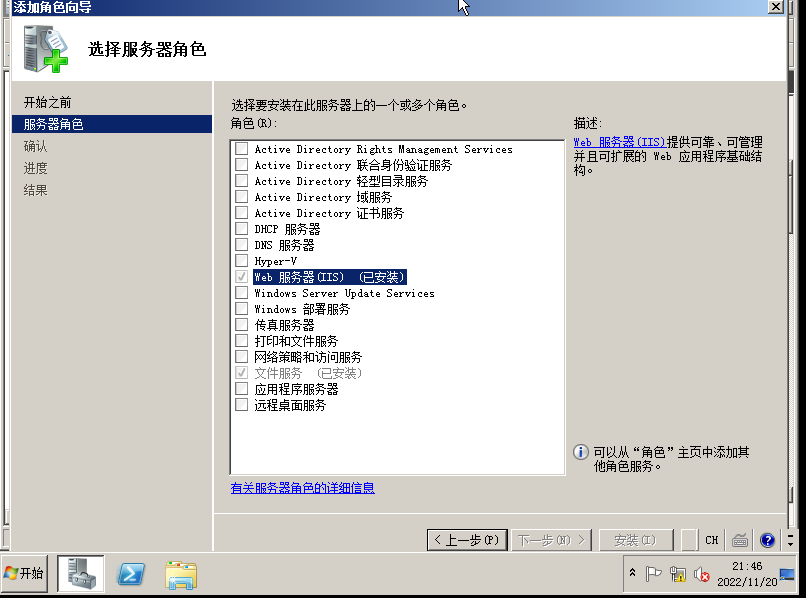 添加角色向导
选择服务器角色
开始之前
服务器角色
确认
进度
结果
选择要安装在此服务器上的一个或多个角色。
角色(R):
Active Directory Rights Management Services
Active Directory 联合身份验证服务
Active Directory 轻型目录服务
Active Directory 域服务
Active Directory 证书服务
DHCP 服务器
DNS 服务器
Hyper-V
Web 服务器(IIS) (已安装)
Windows Server Update Services
Windows 部署服务
传真服务器
打印和文件服务
网络策略和访问服务
文件服务 (已安装)
应用程序服务器
远程桌面服务
有关服务器角色的详细信息
描述:
Web 服务器(IIS)提供可靠、可管理
并且可扩展的 Web 应用程序基础结
构。
可以从“角色”主页中添加其
他角色服务。
< 上一步(P)
下一步(N) >
安装(I)
CH
开始
21:46
2022/11/20